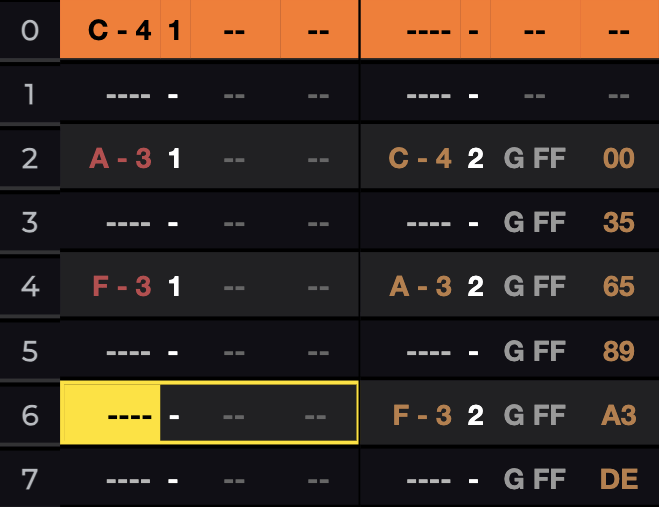 0 C - 4 1 -- -- ---- - -- --
1 ---- - -- -- ---- - -- --
2 A - 3 1 -- -- C - 4 2 G FF 00
3 ---- - -- -- ---- - G FF 35
4 F - 3 1 -- -- A - 3 2 G FF 65
5 ---- - -- -- ---- - G FF 89
6 ---- - -- -- F - 3 2 G FF A3
7 ---- - -- -- ---- - G FF DE